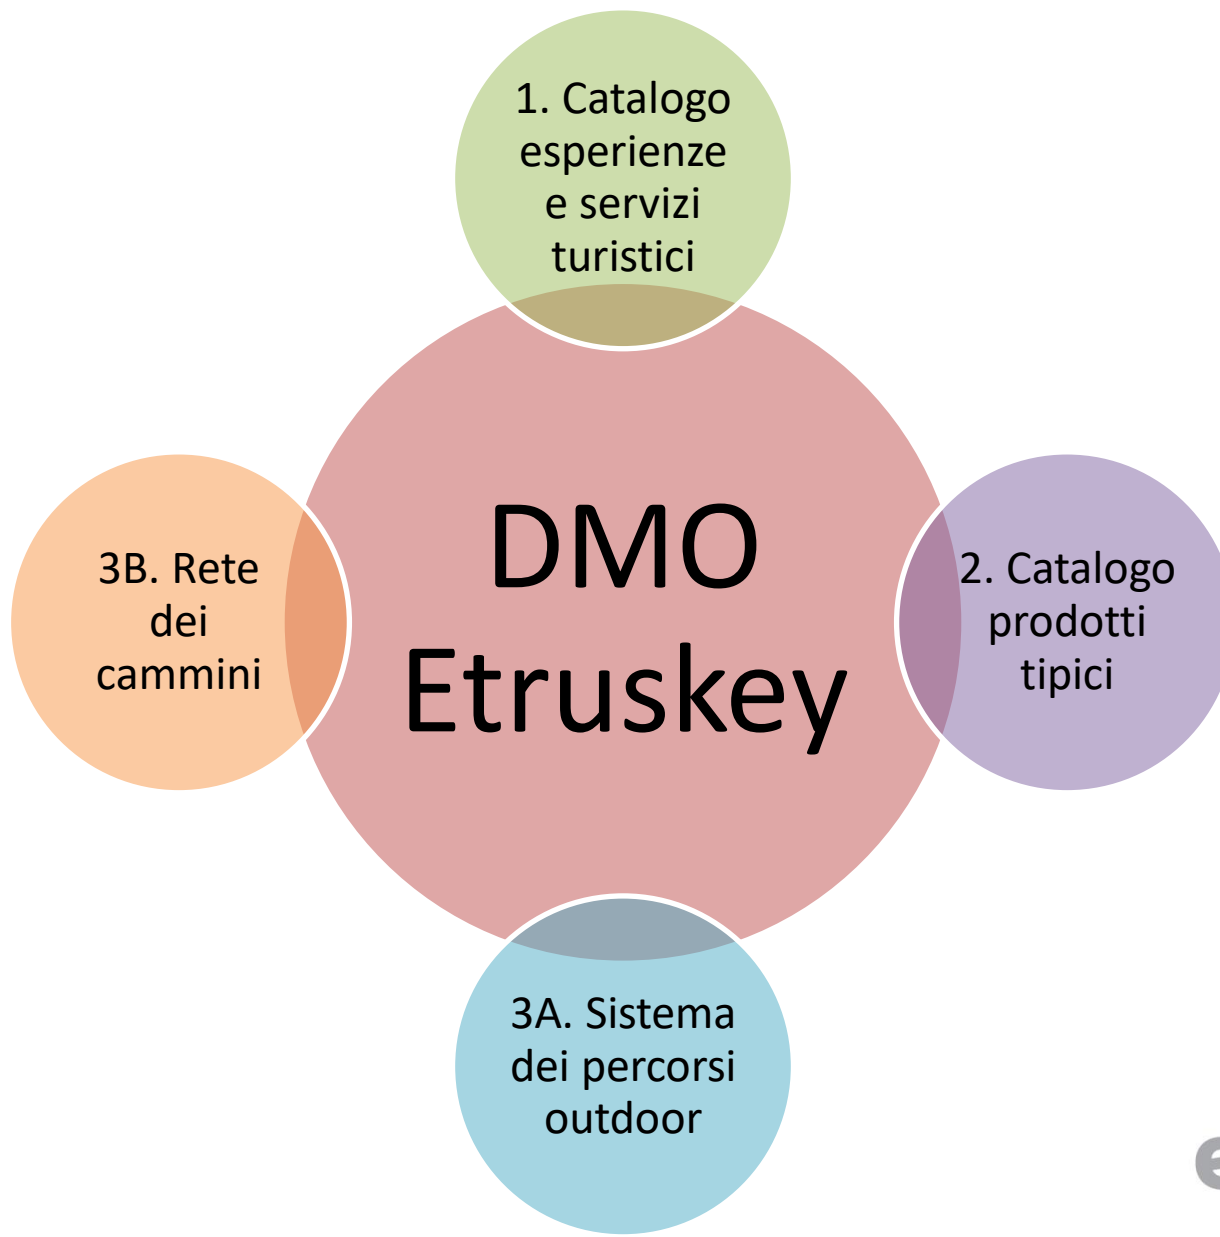 1. Catalogo
esperienze
e servizi
turistici
DMO
Etruskey
2. Catalogo
prodotti
tipici
3A. Sistema
dei percorsi
outdoor
3B. Rete
dei
cammini